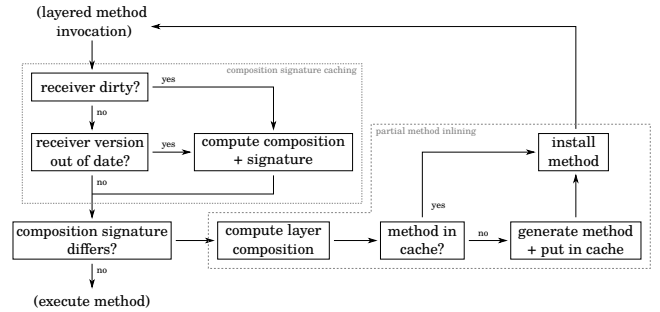 (layered method
invocation)
composition signature caching
receiver dirty?
yes
no
partial method inlining
receiver version
out of date?
yes
compute composition
+ signature
install
method
no
yes
composition signature
differs?
compute layer
composition
method in
cache?
no
generate method
+ put in cache
no
(execute method)